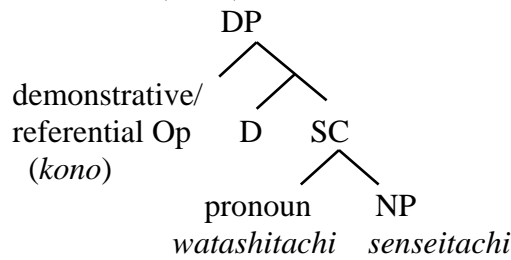 DP
demonstrative/
referential Op D SC
(kono)
pronoun NP
watashitachi senseitachi